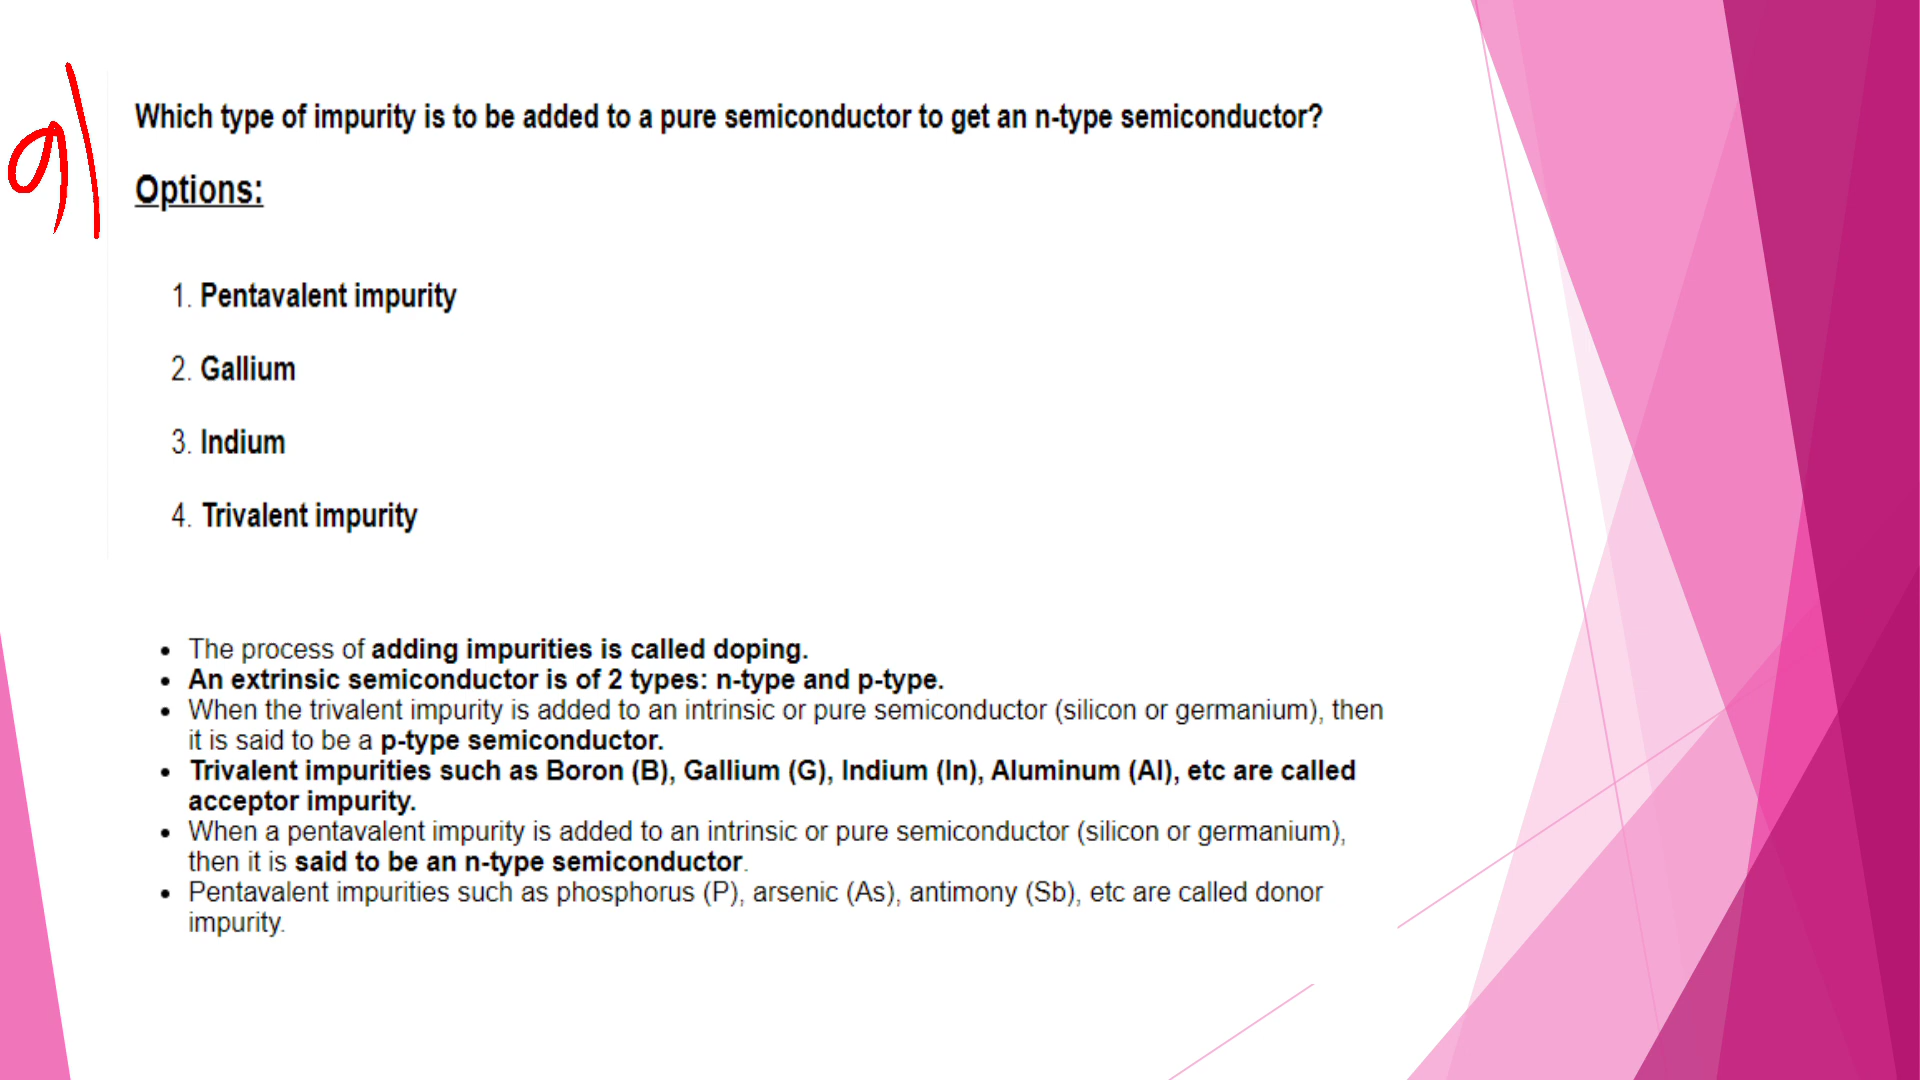 9)
Which type of impurity is to be added to a pure semiconductor to get an n-type semiconductor?
Options:
1. Pentavalent impurity
2. Gallium
3. Indium
4. Trivalent impurity
• The process of adding impurities is called doping.
• An extrinsic semiconductor is of 2 types: n-type and p-type.
• When the trivalent impurity is added to an intrinsic or pure semiconductor (silicon or germanium), then
it is said to be a p-type semiconductor.
• Trivalent impurities such as Boron (B), Gallium (G), Indium (In), Aluminum (Al), etc are called
acceptor impurity.
• When a pentavalent impurity is added to an intrinsic or pure semiconductor (silicon or germanium),
then it is said to be an n-type semiconductor.
• Pentavalent impurities such as phosphorus (P), arsenic (As), antimony (Sb), etc are called donor
impurity.